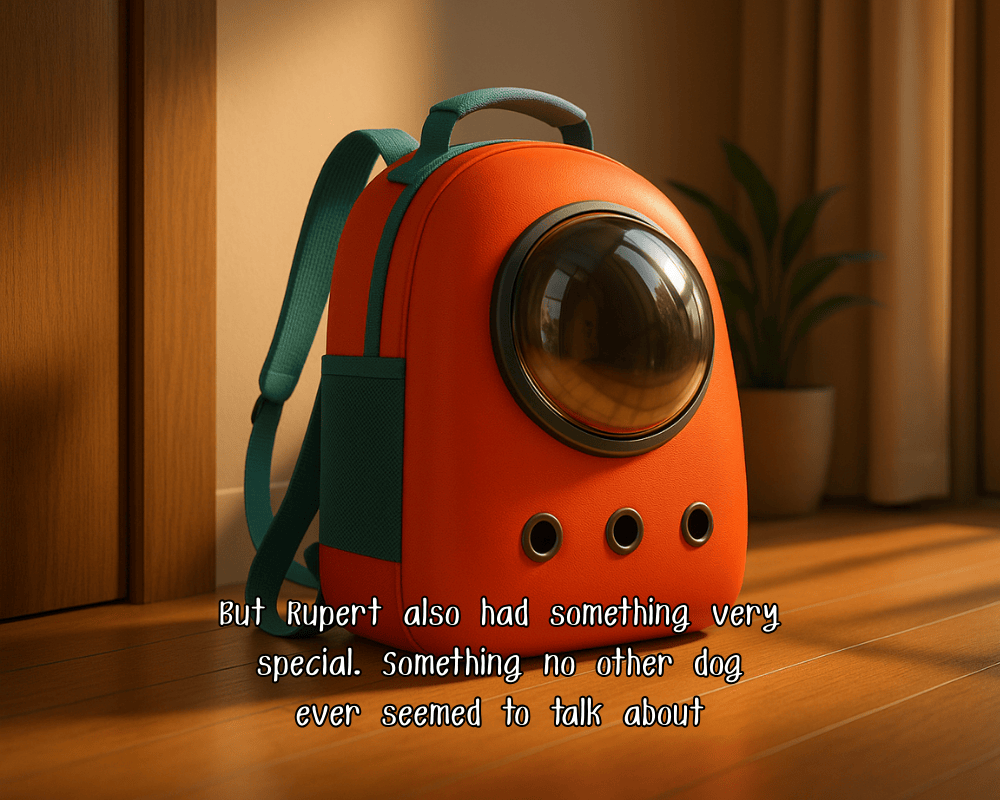 But Rupert also had something very
special. Something no other dog
ever seemed to talk about